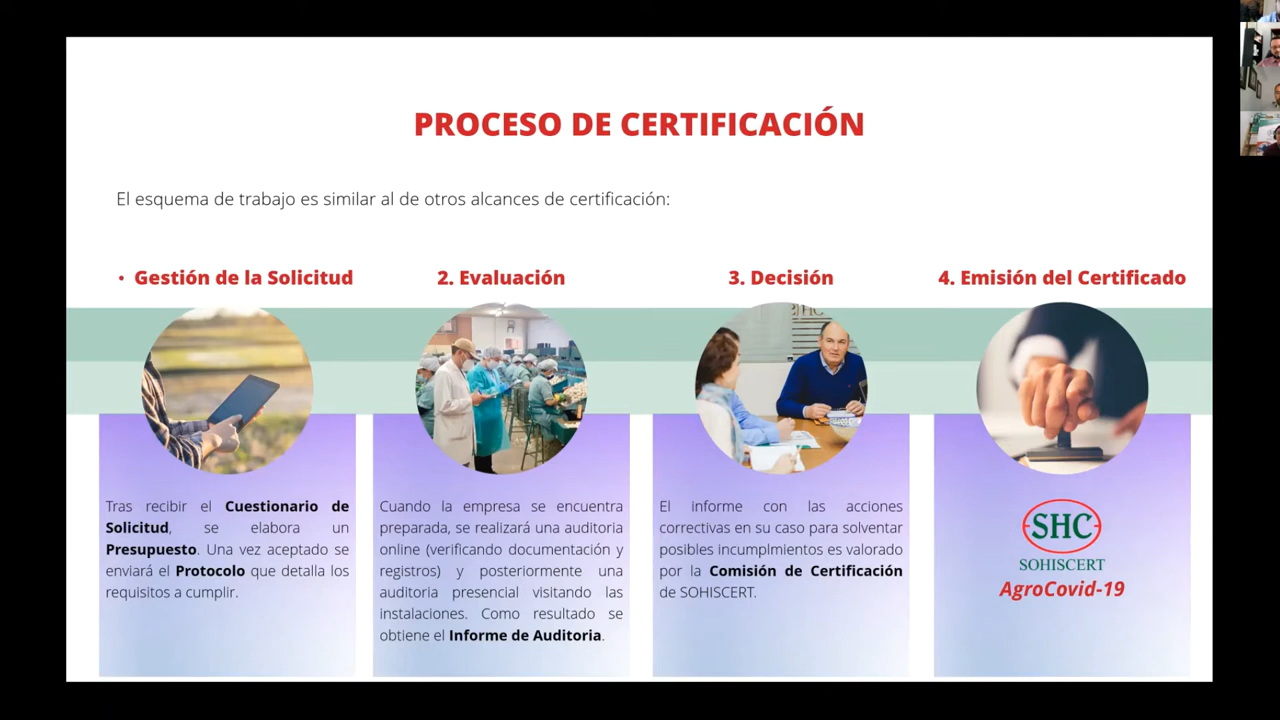 PROCESO DE CERTIFICACIÓN
El esquema de trabajo es similar al de otros alcances de certificación:
• Gestión de la Solicitud
Tras recibir el Cuestionario de
Solicitud, se elabora un
Presupuesto. Una vez aceptado se
enviará el Protocolo que detalla los
requisitos a cumplir.
2. Evaluación
Cuando la empresa se encuentra
preparada, se realizará una auditoria
online (verificando documentación y
registros) y posteriormente una
auditoria presencial visitando las
instalaciones. Como resultado se
obtiene el Informe de Auditoria.
3. Decisión
El informe con las acciones
correctivas en su caso para solventar
posibles incumplmientos es valorado
por la Comisión de Certificación
de SOHISCERT.
4. Emisión del Certificado
SHC
SOHISCERT
AgroCovid-19